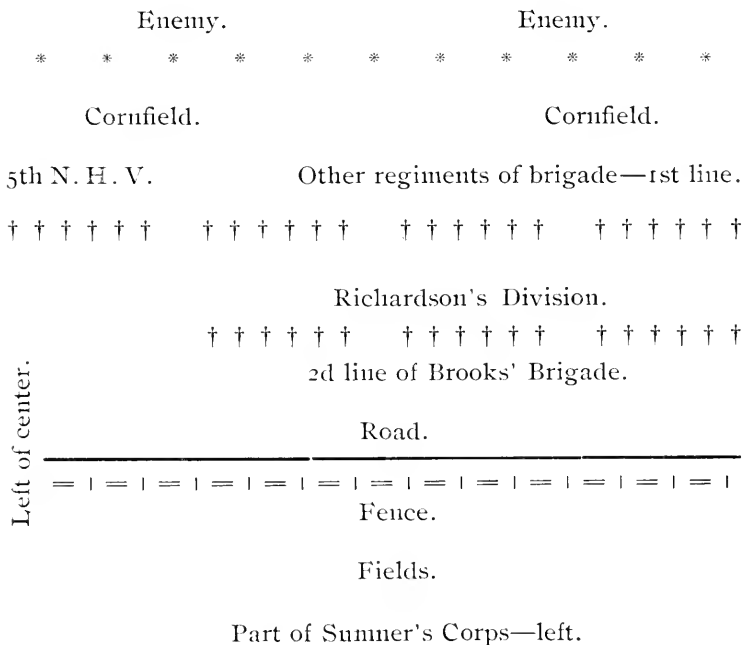 Enemy. Enemy.
* * * * * * * * * * *
Cornfield. Cornfield.
5th N. H. V. Other regiments of brigade—1st line.
† † † † † † † † † † † † † † † † † † † † † † † †
Richardson's Division.
† † † † † † † † † † † † † † † † † †
2d line of Brooks' Brigade.
Left of center.
Road.
Fence.
Fields.
Part of Sumner's Corps—left.